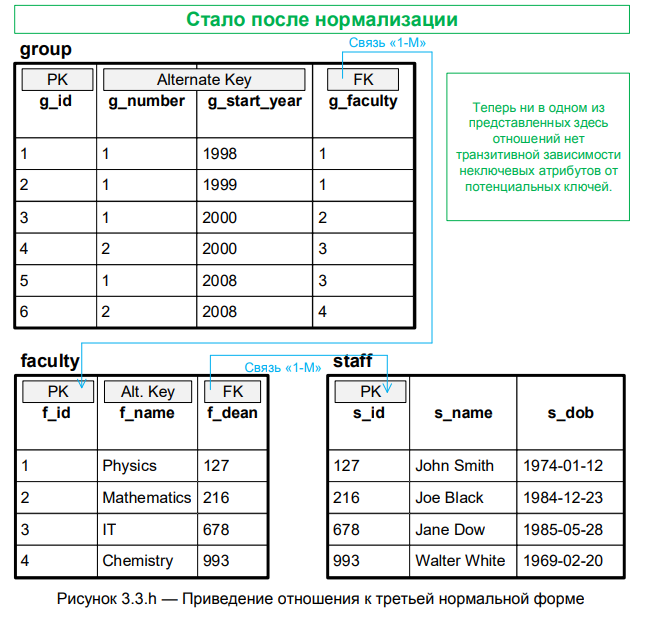 Стало после нормализации
group
Связь «1-М»
PK Alternate Key FK
g_id g_number g_start_year g_faculty
1 1 1998 1
2 1 1999 1
3 1 2000 2
4 2 2000 3
5 1 2008 3
6 2 2008 4
Теперь ни в одном из
представленных здесь
отношений нет
транзитивной зависимости
неключевых атрибутов от
потенциальных ключей.
faculty
Связь «1-М»
staff
PK Alt. Key FK
f_id f_name f_dean
1 Physics 127
2 Mathematics 216
3 IT 678
4 Chemistry 993
PK
s_id s_name s_dob
127 John Smith 1974-01-12
216 Joe Black 1984-12-23
678 Jane Dow 1985-05-28
993 Walter White 1969-02-20
Рисунок 3.3.h — Приведение отношения к третьей нормальной форме